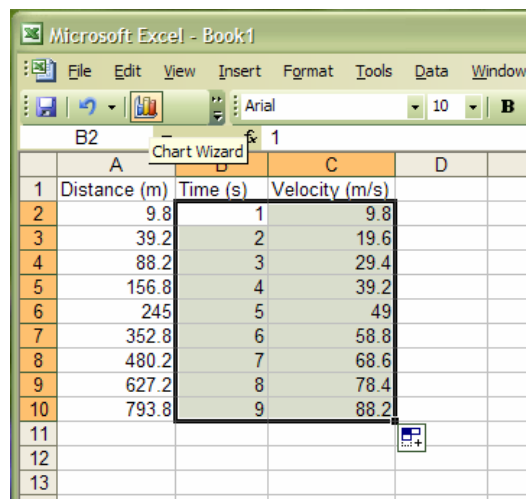 Microsoft Excel - Book1
File Edit View Insert Format Tools Data Window
Arial 10 B
B2 fx 1
Chart Wizard
A B C D
1 Distance (m) Time (s) Velocity (m/s)
2 9.8 1 9.8
3 39.2 2 19.6
4 88.2 3 29.4
5 156.8 4 39.2
6 245 5 49
7 352.8 6 58.8
8 480.2 7 68.6
9 627.2 8 78.4
10 793.8 9 88.2
11
12
13